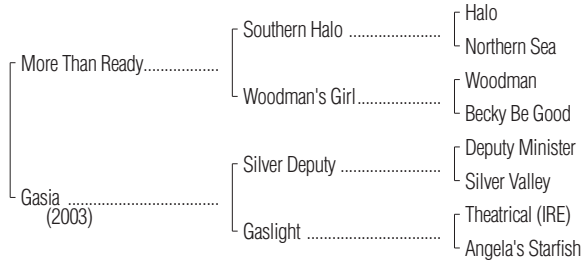 Halo
Southern Halo ....................
Northern Sea
More Than Ready..................
Woodman
Woodman's Girl..................
Becky Be Good
Deputy Minister
Silver Deputy ......................
Silver Valley
Gasia ....................................
(2003)
Theatrical (IRE)
Gaslight ..............................
Angela's Starfish